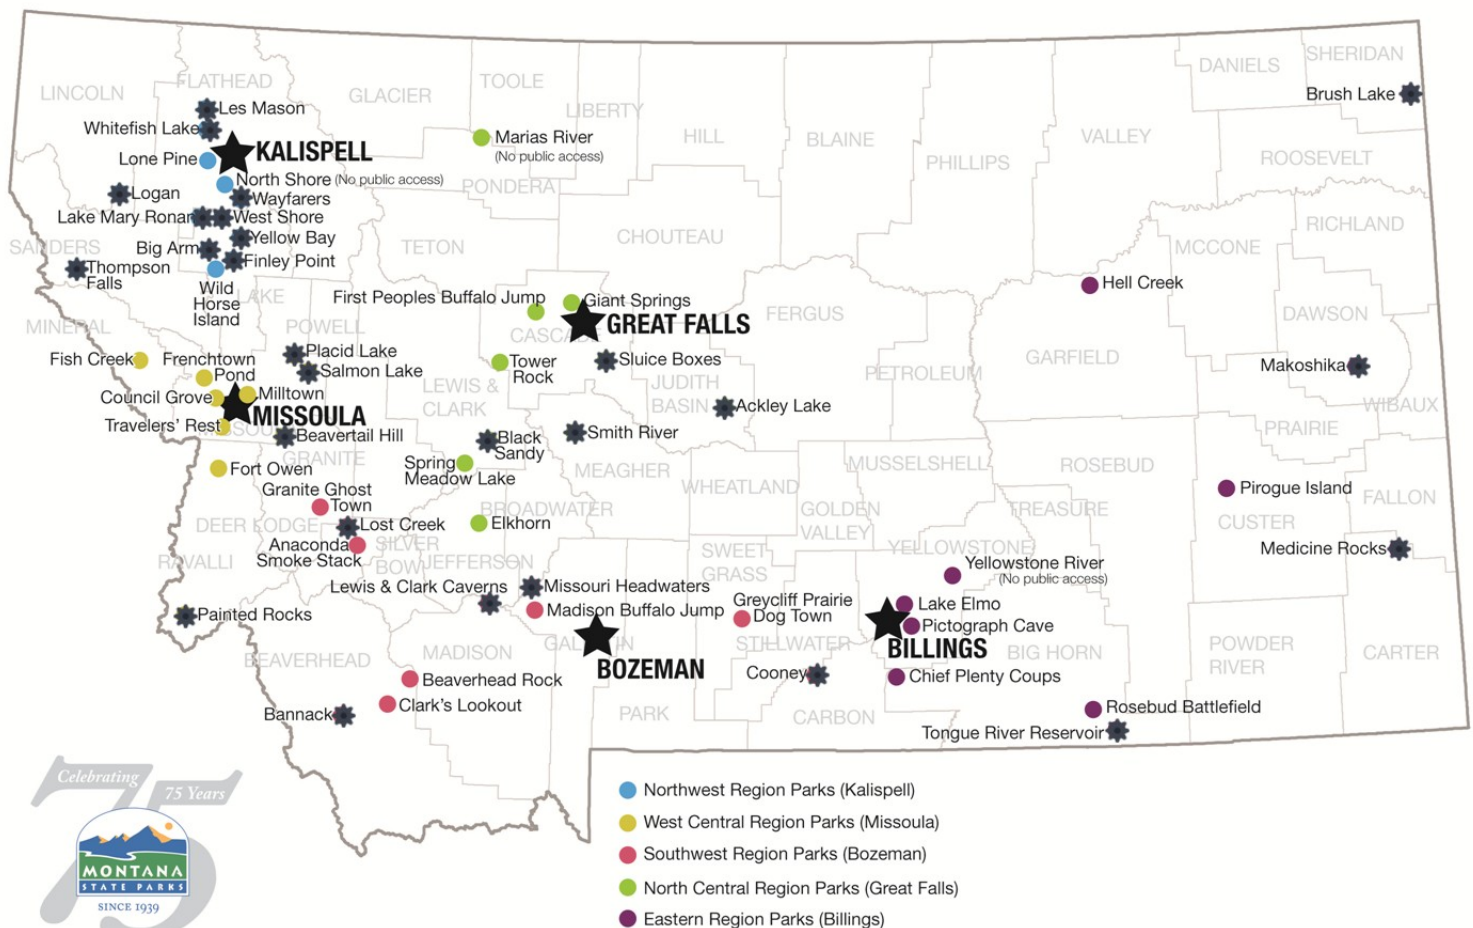 LINCOLN
FLATHEAD
GLACIER
TOOLE
LIBERTY
HILL
BLAINE
PHILLIPS
VALLEY
DANIELS
SHERIDAN
ROOSEVELT
Brush Lake
Les Mason
Whitefish Lake
Lone Pine
KALISPELL
North Shore (No public access)
Logan
Wayfarers
Lake Mary Ronan
West Shore
Yellow Bay
Big Arm
Finley Point
Thompson
Falls
Wild
Horse
Island
SANDERS
LAKE
Marias River
(No public access)
PONDERA
TETON
CHOUTEAU
RICHLAND
MCCONE
Hell Creek
DAWSON
First Peoples Buffalo Jump
Giant Springs
CASCADE
GREAT FALLS
FERGUS
MINERAL
POWELL
Fish Creek
Frenchtown
Pond
Placid Lake
Salmon Lake
Council Grove
Milltown
MISSOULA
Travelers' Rest
MISSOULA
Beavertail Hill
Tower
Rock
Sluice Boxes
LEWIS &
CLARK
JUDITH
BASIN
Ackley Lake
PETROLEUM
GARFIELD
Makoshika
WIBAUX
PRAIRIE
Smith River
Black
Sandy
Spring
Meadow Lake
MEAGHER
WHEATLAND
MUSSELSHELL
ROSEBUD
Pirogue Island
FALLON
Fort Owen
GRANITE
Granite Ghost
Town
DEER LODGE
Lost Creek
Anaconda
Smoke Stack
SILVER
BOW
JEFFERSON
BROADWATER
Elkhorn
GOLDEN
VALLEY
TREASURE
CUSTER
Medicine Rocks
RAVALLI
Painted Rocks
Lewis & Clark Caverns
Missouri Headwaters
Madison Buffalo Jump
SWEET
GRASS
Greycliff Prairie
Dog Town
YELLOWSTONE
Yellowstone River
(No public access)
Lake Elmo
Pictograph Cave
BILLINGS
Chief Plenty Coups
BIG HORN
POWDER
RIVER
CARTER
BEAVERHEAD
MADISON
GALLATIN
BOZEMAN
STILLWATER
Cooney
Beaverhead Rock
Clark's Lookout
Bannack
PARK
CARBON
Rosebud Battlefield
Tongue River Reservoir
Northwest Region Parks (Kalispell)
West Central Region Parks (Missoula)
Southwest Region Parks (Bozeman)
North Central Region Parks (Great Falls)
Eastern Region Parks (Billings)
Celebrating
75 Years
75
MONTANA
STATE PARKS
SINCE 1939